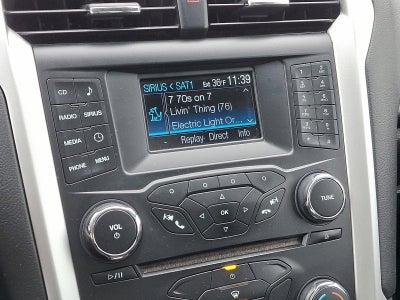 SIRIUS < SAT1 Ext 36°F 11:39
7 70s on 7
Livin' Thing (76)
Electric Light Or...
Replay Direct Info
CD
RADIO SIRIUS
MEDIA
PHONE MENU
OK
VOL
TUNE